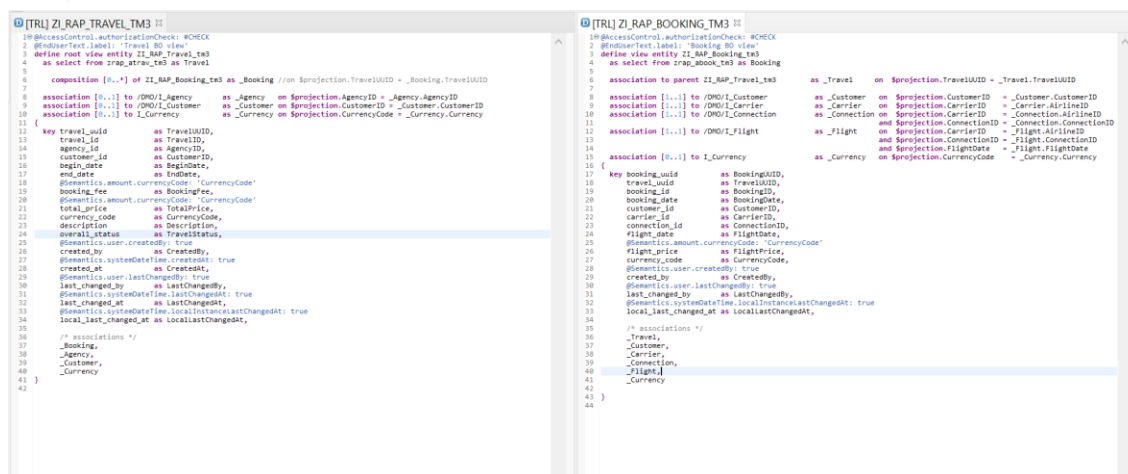 [TRL] ZI_RAP_TRAVEL_TM3
1 @AccessControl.authorizationCheck: #CHECK
2 @EndUserText.label: 'Travel BO view'
3 define root view entity ZI_RAP_Travel_tm3
4 as select from zrap_atrav_tm3 as Travel
5
6 composition [0..*] of ZI_RAP_Booking_tm3 as _Booking //on $projection.TravelUUID = _Booking.TravelUUID
7
8 association [0..1] to /DMO/I_Agency as _Agency on $projection.AgencyID = _Agency.AgencyID
9 association [0..1] to /DMO/I_Customer as _Customer on $projection.CustomerID = _Customer.CustomerID
10 association [0..1] to I_Currency as _Currency on $projection.CurrencyCode = _Currency.Currency
11 {
12 key travel_uuid as TravelUUID,
13 travel_id as TravelID,
14 agency_id as AgencyID,
15 customer_id as CustomerID,
16 begin_date as BeginDate,
17 end_date as EndDate,
18 @Semantics.amount.currencyCode: 'CurrencyCode'
19 booking_fee as BookingFee,
20 @Semantics.amount.currencyCode: 'CurrencyCode'
21 total_price as TotalPrice,
22 currency_code as CurrencyCode,
23 description as Description,
24 overall_status as TravelStatus,
25 @Semantics.user.createdBy: true
26 created_by as CreatedBy,
27 @Semantics.systemDateTime.createdAt: true
28 created_at as CreatedAt,
29 @Semantics.user.lastChangedBy: true
30 last_changed_by as LastChangedBy,
31 @Semantics.systemDateTime.lastChangedAt: true
32 last_changed_at as LastChangedAt,
33 @Semantics.systemDateTime.localInstanceLastChangedAt: true
34 local_last_changed_at as LocalLastChangedAt,
35
36 /* associations */
37 _Booking,
38 _Agency,
39 _Customer,
40 _Currency
41 }
42
[TRL] ZI_RAP_BOOKING_TM3
1 @AccessControl.authorizationCheck: #CHECK
2 @EndUserText.label: 'Booking BO view'
3 define view entity ZI_RAP_Booking_tm3
4 as select from zrap_abook_tm3 as Booking
5
6 association to parent ZI_RAP_Travel_tm3 as _Travel on $projection.TravelUUID = _Travel.TravelUUID
7
8 association [1..1] to /DMO/I_Customer as _Customer on $projection.CustomerID = _Customer.CustomerID
9 association [1..1] to /DMO/I_Carrier as _Carrier on $projection.CarrierID = _Carrier.AirlineID
10 association [1..1] to /DMO/I_Connection as _Connection on $projection.CarrierID = _Connection.AirlineID
11 and $projection.ConnectionID = _Connection.ConnectionID
12 association [1..1] to /DMO/I_Flight as _Flight on $projection.CarrierID = _Flight.AirlineID
13 and $projection.ConnectionID = _Flight.ConnectionID
14 and $projection.FlightDate = _Flight.FlightDate
15 association [0..1] to I_Currency as _Currency on $projection.CurrencyCode = _Currency.Currency
16 {
17 key booking_uuid as BookingUUID,
18 travel_uuid as TravelUUID,
19 booking_id as BookingID,
20 booking_date as BookingDate,
21 customer_id as CustomerID,
22 carrier_id as CarrierID,
23 connection_id as ConnectionID,
24 flight_date as FlightDate,
25 @Semantics.amount.currencyCode: 'CurrencyCode'
26 flight_price as FlightPrice,
27 currency_code as CurrencyCode,
28 @Semantics.user.createdBy: true
29 created_by as CreatedBy,
30 @Semantics.user.lastChangedBy: true
31 last_changed_by as LastChangedBy,
32 @Semantics.systemDateTime.localInstanceLastChangedAt: true
33 local_last_changed_at as LocalLastChangedAt,
34
35 /* associations */
36 _Travel,
37 _Customer,
38 _Carrier,
39 _Connection,
40 _Flight,
41 _Currency
42
43 }
44